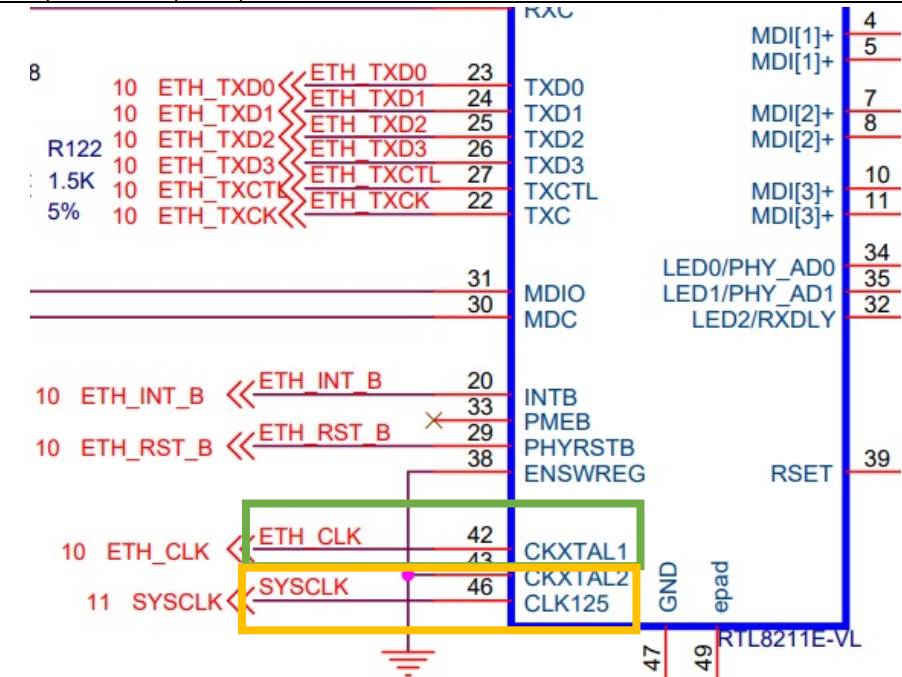 RXC
4
MDI[1]+
5
MDI[1]+
8
10 ETH_TXD0 ETH_TXD0 23 TXD0
10 ETH_TXD1 ETH_TXD1 24 TXD1
7
MDI[2]+
10 ETH_TXD2 ETH_TXD2 25 TXD2
8
MDI[2]+
R122
10 ETH_TXD3 ETH_TXD3 26 TXD3
1.5K
10 ETH_TXCTL ETH_TXCTL 27 TXCTL
10
MDI[3]+
5%
10 ETH_TXCK ETH_TXCK 22 TXC
11
MDI[3]+
34
LED0/PHY_AD0
31 MDIO
35
LED1/PHY_AD1
30 MDC
32
LED2/RXDLY
10 ETH_INT_B ETH_INT_B 20 INTB
33 PMEB
10 ETH_RST_B ETH_RST_B 29 PHYRSTB
38 ENSWREG
RSET 39
10 ETH_CLK ETH_CLK 42 CKXTAL1
43 CKXTAL2
11 SYSCLK SYSCLK 46 CLK125
GND
epad
47
49
RTL8211E-VL